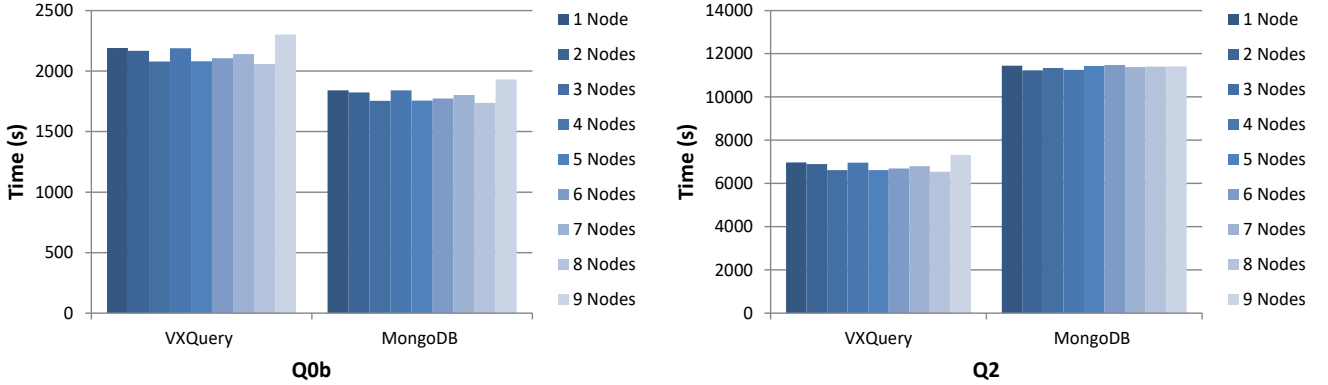 2500
2000
1500
1000
500
0
Time (s)
VXQuery
MongoDB
Q0b
1 Node
2 Nodes
3 Nodes
4 Nodes
5 Nodes
6 Nodes
7 Nodes
8 Nodes
9 Nodes
14000
12000
10000
8000
6000
4000
2000
0
Time (s)
VXQuery
MongoDB
Q2
1 Node
2 Nodes
3 Nodes
4 Nodes
5 Nodes
6 Nodes
7 Nodes
8 Nodes
9 Nodes